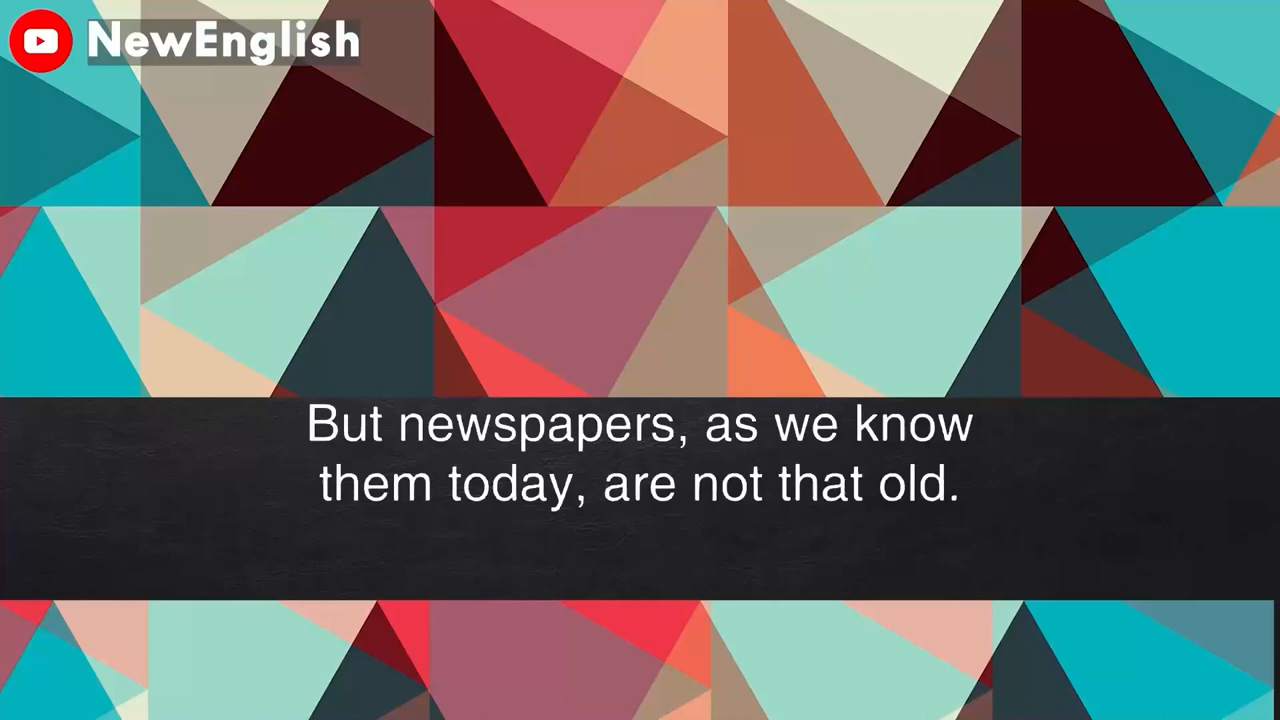 NewEnglish
But newspapers, as we know
them today, are not that old.